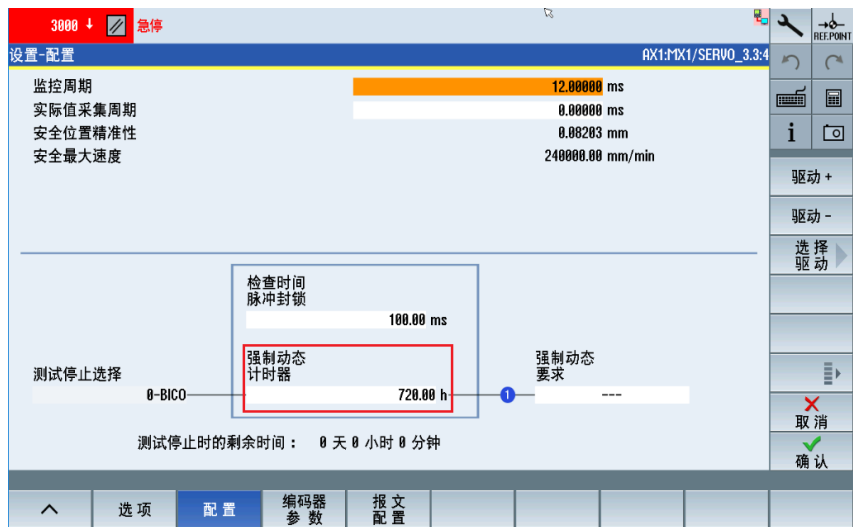 3000 ↓ 急停
REF.POINT
设置-配置 AX1:MX1/SERVO_3.3:4
监控周期 12.00000 ms
实际值采集周期 0.00000 ms
安全位置精准性 0.08203 mm
安全最大速度 240000.00 mm/min
i
驱动 +
驱动 -
选择
驱动
检查时间
脉冲封锁
100.00 ms
强制动态
计时器
720.00 h
测试停止选择
0-BICO
1
强制动态
要求
---
测试停止时的剩余时间： 0 天 0 小时 0 分钟
取消
确认
选项
配置
编码器
参数
报文
配置